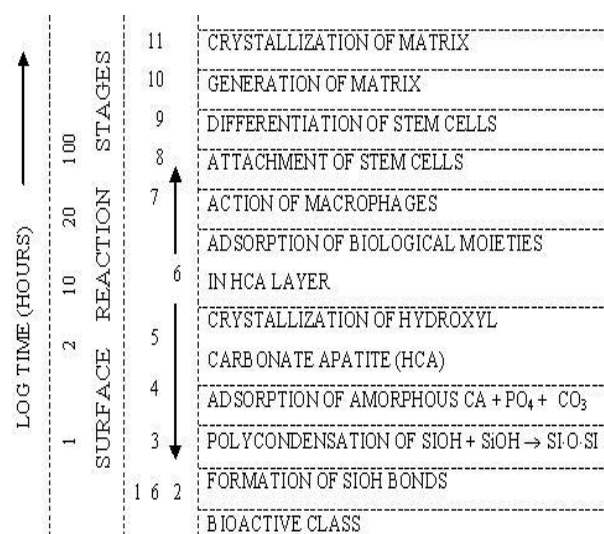 11 CRYSTALLIZATION OF MATRIX
10 GENERATION OF MATRIX
9 DIFFERENTIATION OF STEM CELLS
8 ATTACHMENT OF STEM CELLS
7 ACTION OF MACROPHAGES
ADSORPTION OF BIOLOGICAL MOIETIES
6 IN HCA LAYER
CRYSTALLIZATION OF HYDROXYL
5 CARBONATE APATITE (HCA)
4 ADSORPTION OF AMORPHOUS CA + PO₄ + CO₃
3 POLYCONDENSATION OF SIOH + SiOH → SI·O·SI
1 6 2 FORMATION OF SIOH BONDS
BIOACTIVE CLASS
LOG TIME (HOURS)
1 2 10 20 100
SURFACE REACTION STAGES